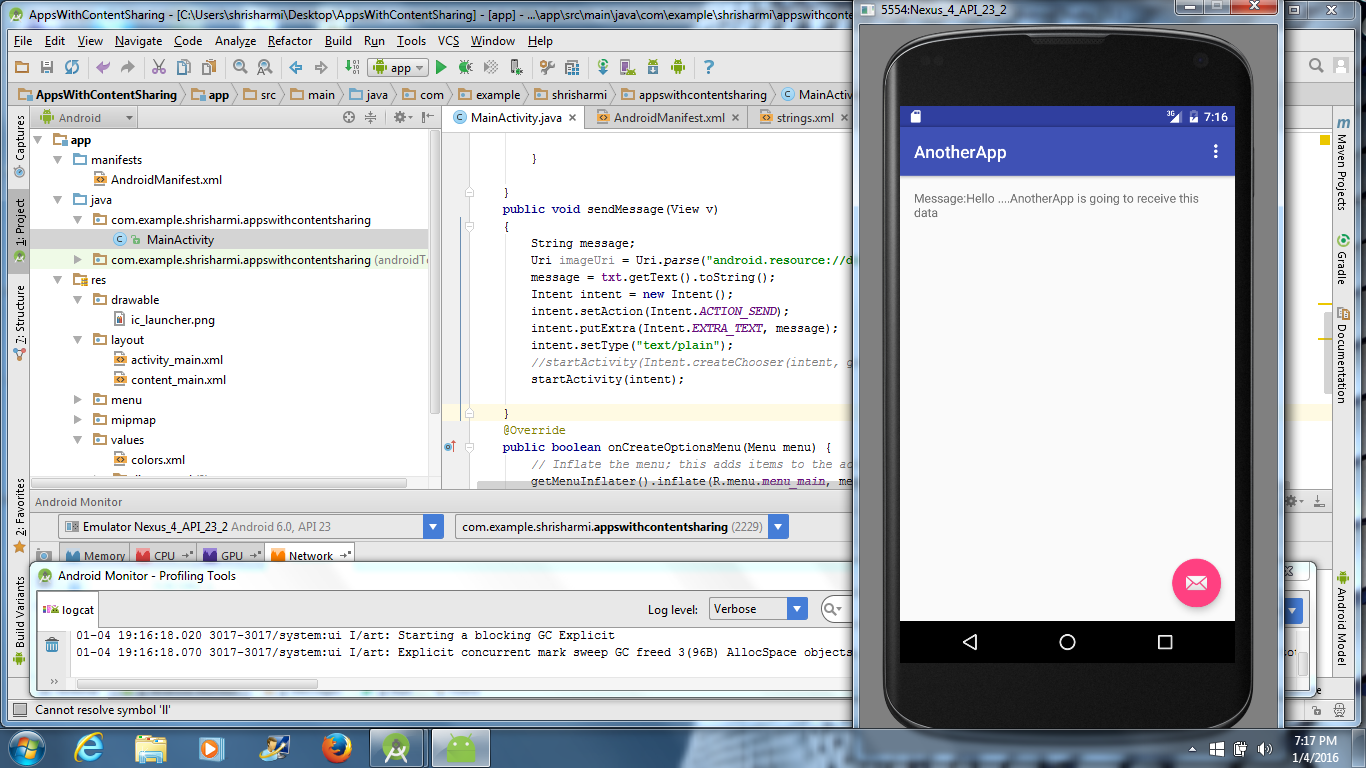 AppsWithContentSharing - [C:\Users\shrisharmi\Desktop\AppsWithContentSharing] - [app] - ...\app\src\main\java\com\example\shrisharmi\appswithcontentsh
File Edit View Navigate Code Analyze Refactor Build Run Tools VCS Window Help
app
AppsWithContentSharing app src main java com example shrisharmi appswithcontentsharing MainActiv
Captures
1: Project
7: Structure
2: Favorites
Build Variants
Android
app
manifests
AndroidManifest.xml
java
com.example.shrisharmi.appswithcontentsharing
MainActivity
com.example.shrisharmi.appswithcontentsharing (androidTe
res
drawable
ic_launcher.png
layout
activity_main.xml
content_main.xml
menu
mipmap
values
colors.xml
MainActivity.java AndroidManifest.xml strings.xml
}
}
public void sendMessage(View v)
{
String message;
Uri imageUri = Uri.parse("android.resource://d
message = txt.getText().toString();
Intent intent = new Intent();
intent.setAction(Intent.ACTION_SEND);
intent.putExtra(Intent.EXTRA_TEXT, message);
intent.setType("text/plain");
//startActivity(Intent.createChooser(intent, g
startActivity(intent);
}
@Override
public boolean onCreateOptionsMenu(Menu menu) {
// Inflate the menu; this adds items to the ac
getMenuInflater().inflate(R.menu.menu_main, me
Android Monitor
Emulator Nexus_4_API_23_2 Android 6.0, API 23
com.example.shrisharmi.appswithcontentsharing (2229)
Memory CPU GPU Network
Android Monitor - Profiling Tools
logcat
Log level: Verbose
01-04 19:16:18.020 3017-3017/system:ui I/art: Starting a blocking GC Explicit
01-04 19:16:18.070 3017-3017/system:ui I/art: Explicit concurrent mark sweep GC freed 3(96B) AllocSpace objects
Cannot resolve symbol 'll'
5554:Nexus_4_API_23_2
3G 7:16
AnotherApp
Message:Hello ....AnotherApp is going to receive this
data
Maven Projects
Gradle
Documentation
Android Model
7:17 PM
1/4/2016